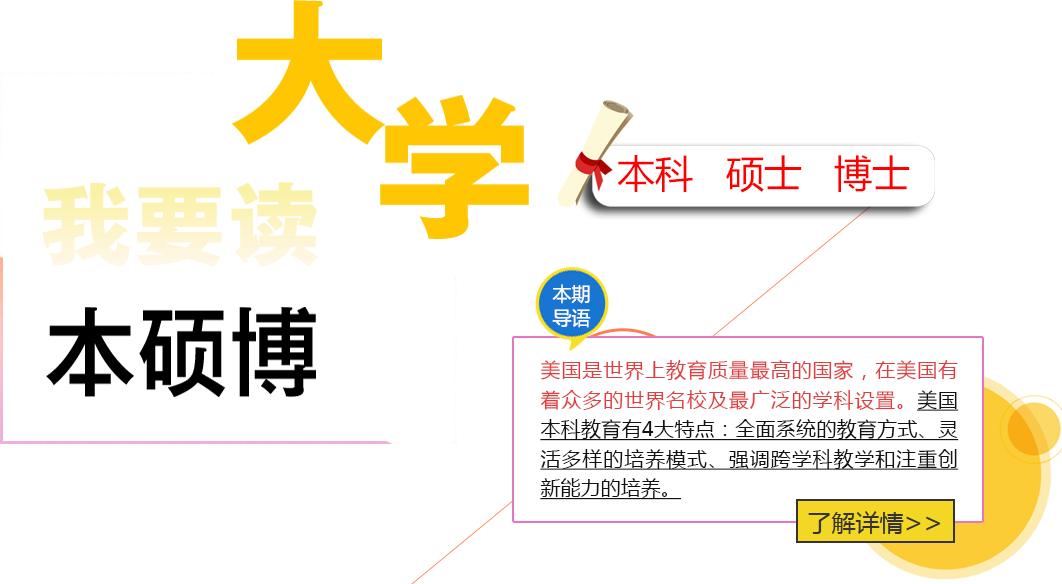 大学
我要读
本硕博
本科 硕士 博士
本期
导语
美国是世界上教育质量最高的国家，在美国有
着众多的世界名校及最广泛的学科设置。美国
本科教育有4大特点：全面系统的教育方式、灵
活多样的培养模式、强调跨学科教学和注重创
新能力的培养。
了解详情>>